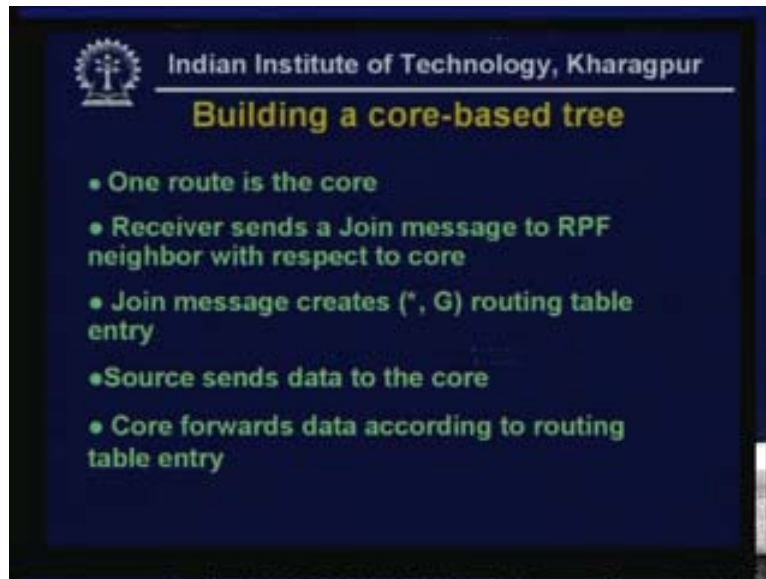 Indian Institute of Technology, Kharagpur
Building a core-based tree
• One route is the core
• Receiver sends a Join message to RPF
neighbor with respect to core
• Join message creates (*, G) routing table
entry
•Source sends data to the core
• Core forwards data according to routing
table entry